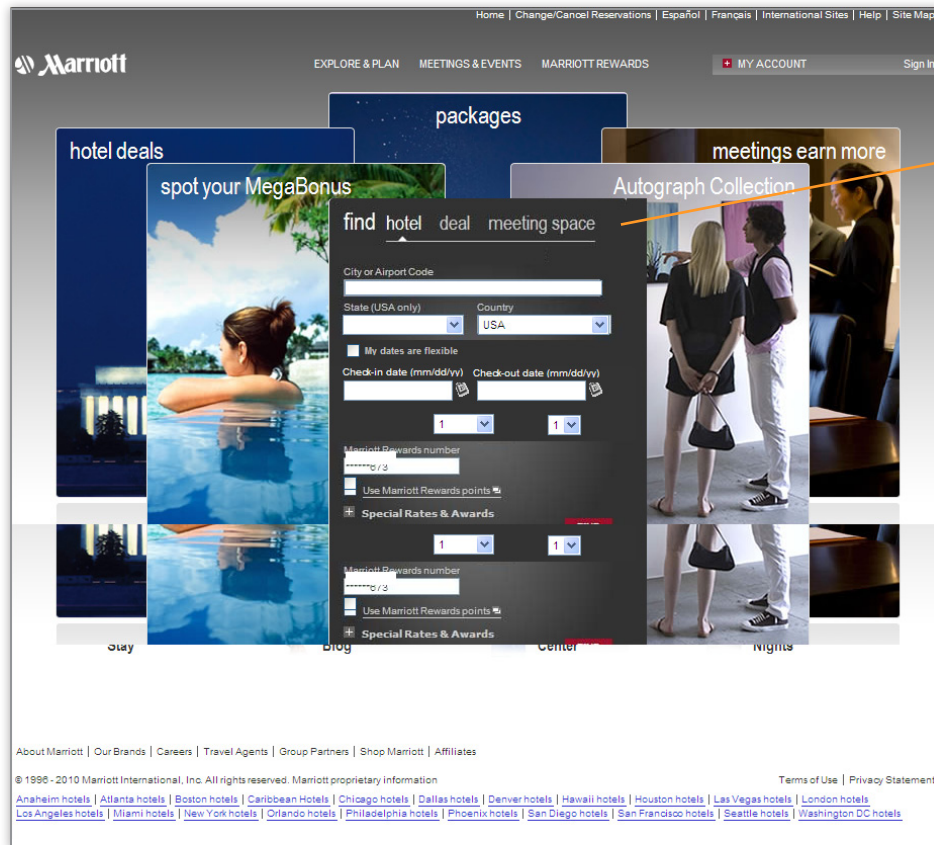 Home | Change/Cancel Reservations | Español | Français | International Sites | Help | Site Map
Marriott
EXPLORE & PLAN MEETINGS & EVENTS MARRIOTT REWARDS MY ACCOUNT Sign In
packages
hotel deals
meetings earn more
spot your MegaBonus
Autograph Collection
find hotel deal meeting space
City or Airport Code
State (USA only) Country
USA
My dates are flexible
Check-in date (mm/dd/yy) Check-out date (mm/dd/yy)
1 1
Marriott Rewards number
Use Marriott Rewards points
Special Rates & Awards
1 1
Marriott Rewards number
Use Marriott Rewards points
Special Rates & Awards
Stay Blog Center Nights
About Marriott | Our Brands | Careers | Travel Agents | Group Partners | Shop Marriott | Affiliates
© 1996 - 2010 Marriott International, Inc. All rights reserved. Marriott proprietary information Terms of Use | Privacy Statement
Anaheim hotels | Atlanta hotels | Boston hotels | Caribbean Hotels | Chicago hotels | Dallas hotels | Denver hotels | Hawaii hotels | Houston hotels | Las Vegas hotels | London hotels
Los Angeles hotels | Miami hotels | New York hotels | Orlando hotels | Philadelphia hotels | Phoenix hotels | San Diego hotels | San Francisco hotels | Seattle hotels | Washington DC hotels